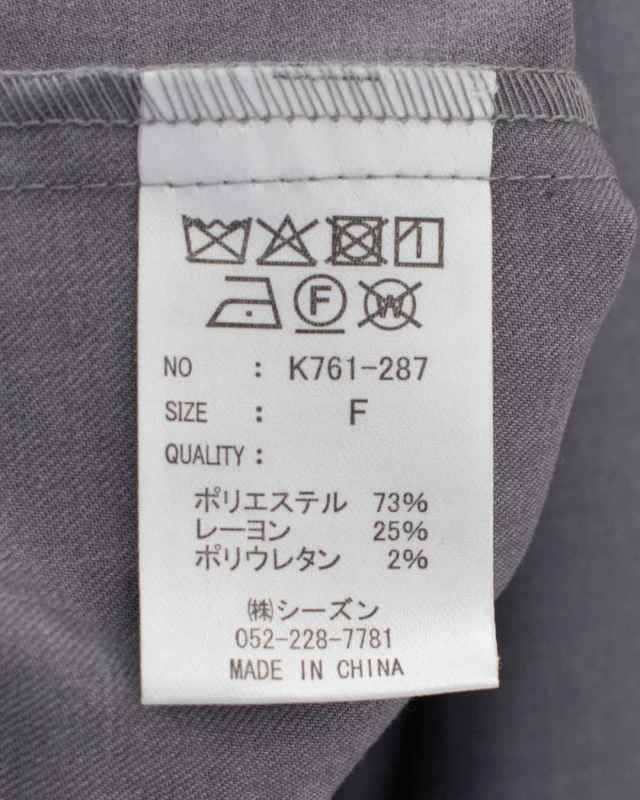 F W
NO : K761-287
SIZE : F
QUALITY :
ポリエステル 73%
レーヨン 25%
ポリウレタン 2%
㈱シーズン
052-228-7781
MADE IN CHINA